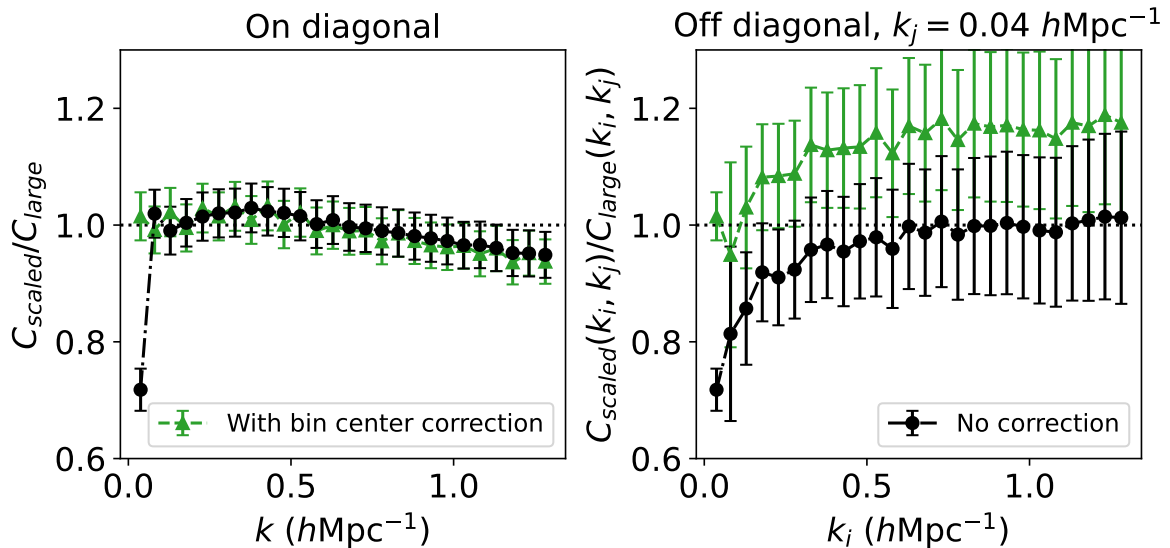 On diagonal
C_scaled/C_large
1.2
1.0
0.8
0.6
0.0
0.5
1.0
k (hMpc⁻¹)
With bin center correction
Off diagonal, k_j = 0.04 hMpc⁻¹
C_scaled(k_i, k_j)/C_large(k_i, k_j)
1.2
1.0
0.8
0.6
0.0
0.5
1.0
k_i (hMpc⁻¹)
No correction